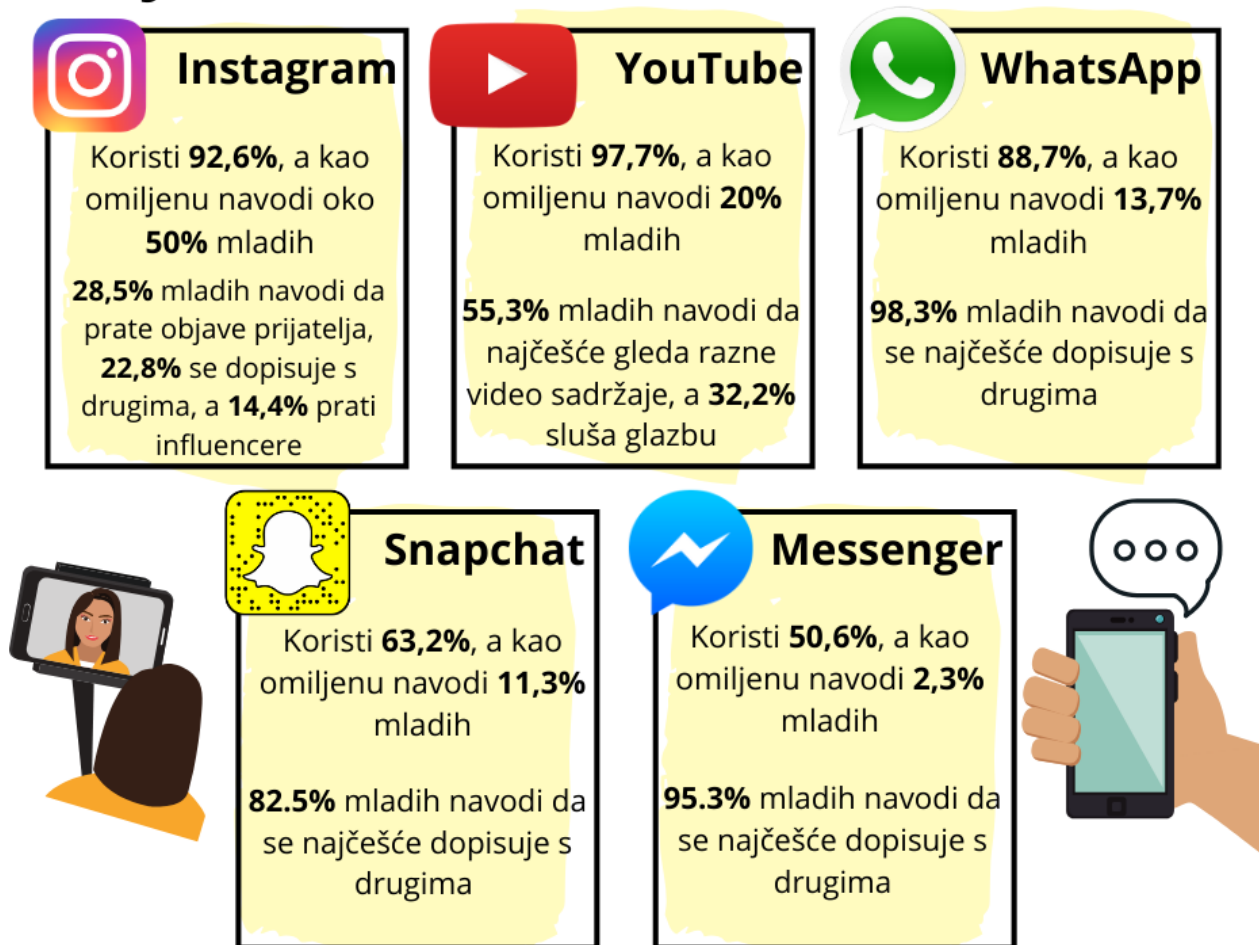 Instagram
Koristi 92,6%, a kao
omiljenu navodi oko
50% mladih
28,5% mladih navodi da
prate objave prijatelja,
22,8% se dopisuje s
drugima, a 14,4% prati
influencere
YouTube
Koristi 97,7%, a kao
omiljenu navodi 20%
mladih
55,3% mladih navodi da
najčešće gleda razne
video sadržaje, a 32,2%
sluša glazbu
WhatsApp
Koristi 88,7%, a kao
omiljenu navodi 13,7%
mladih
98,3% mladih navodi da
se najčešće dopisuje s
drugima
Snapchat
Koristi 63,2%, a kao
omiljenu navodi 11,3%
mladih
82.5% mladih navodi da
se najčešće dopisuje s
drugima
Messenger
Koristi 50,6%, a kao
omiljenu navodi 2,3%
mladih
95.3% mladih navodi da
se najčešće dopisuje s
drugima